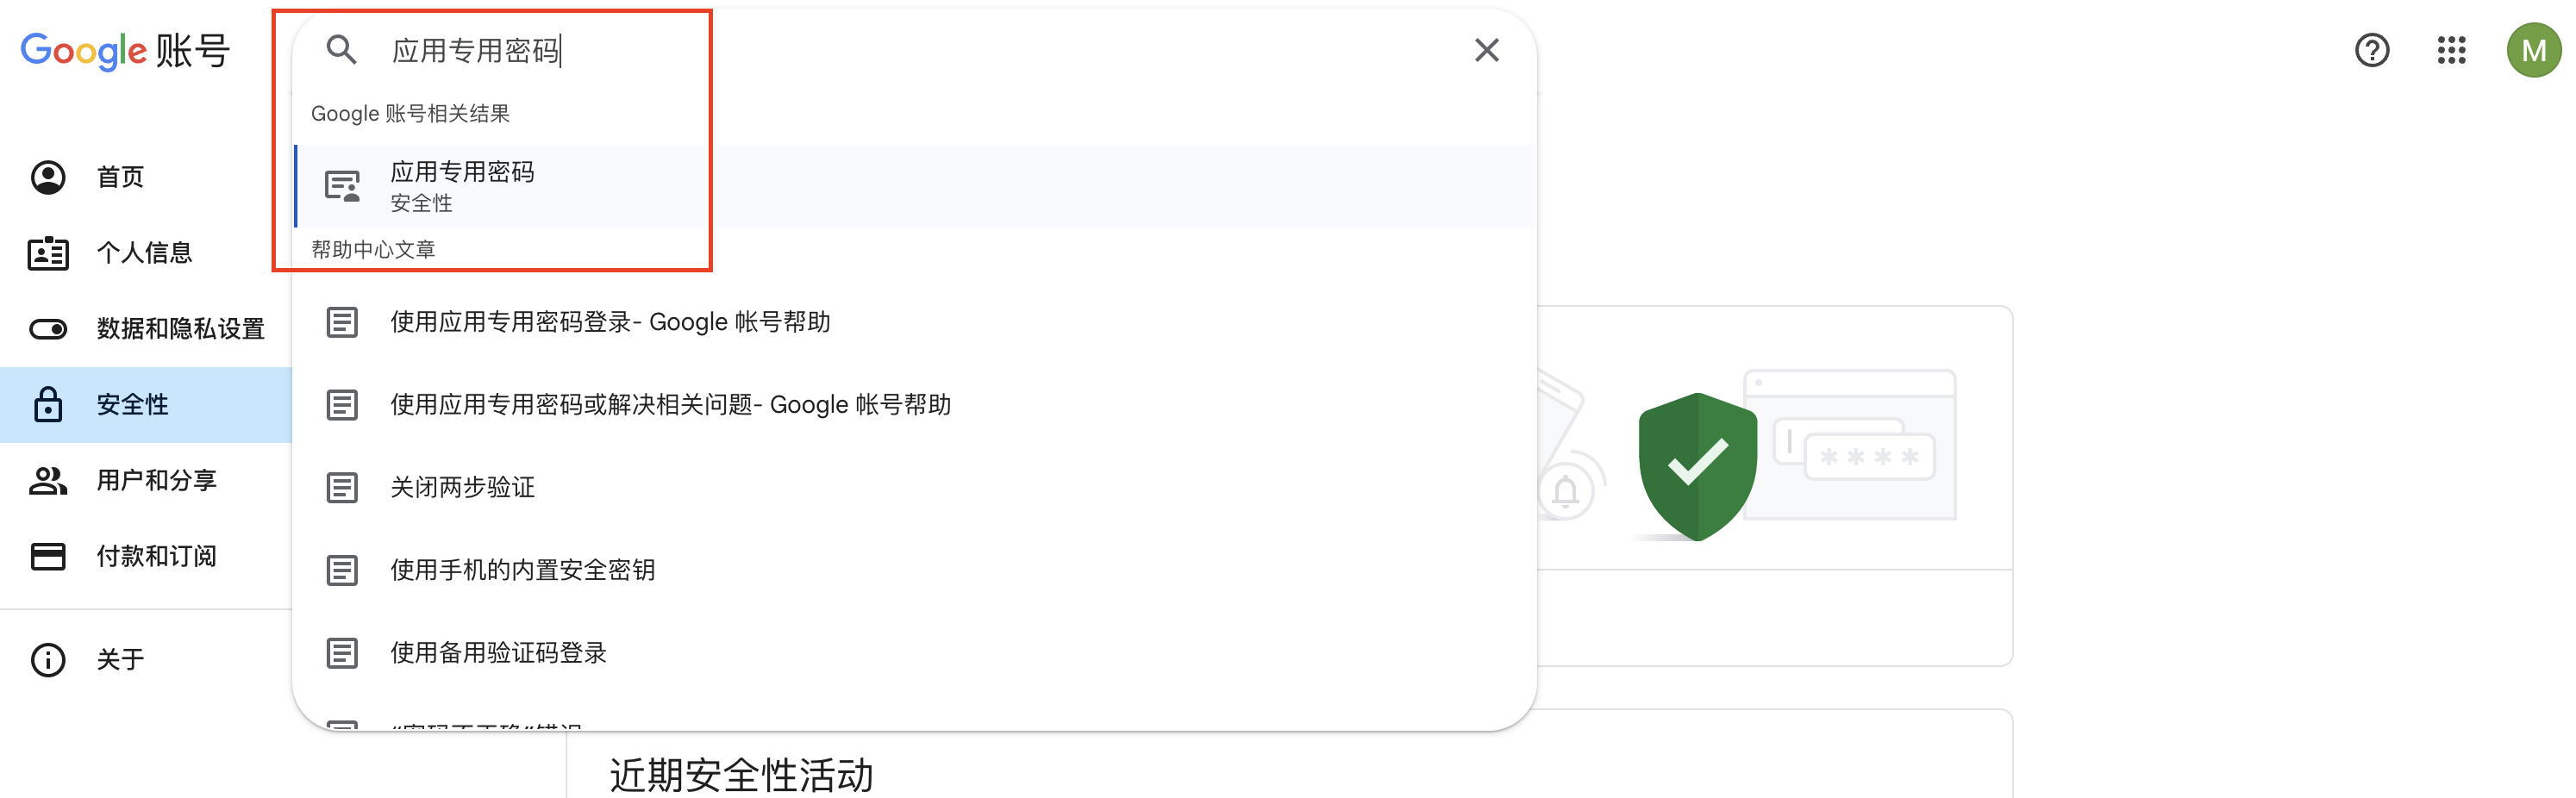 Google 账号
应用专用密码
M
Google 账号相关结果
应用专用密码
安全性
帮助中心文章
使用应用专用密码登录- Google 帐号帮助
使用应用专用密码或解决相关问题- Google 帐号帮助
关闭两步验证
使用手机的内置安全密钥
使用备用验证码登录
首页
个人信息
数据和隐私设置
安全性
用户和分享
付款和订阅
关于
****
近期安全性活动